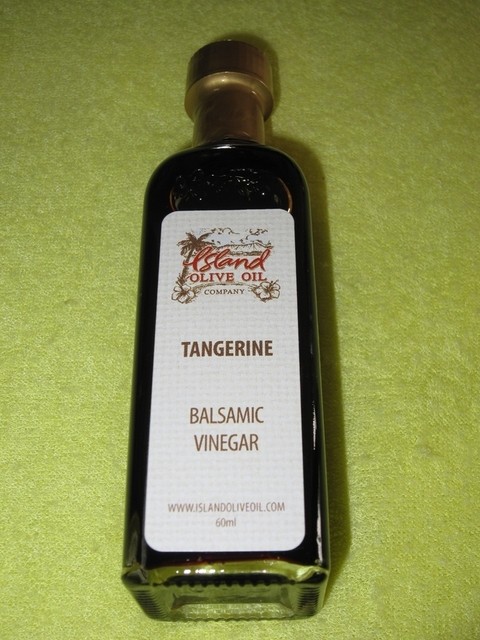 Island
OLIVE OIL
COMPANY
TANGERINE
BALSAMIC
VINEGAR
WWW.ISLANDOLIVEOIL.COM
60ml